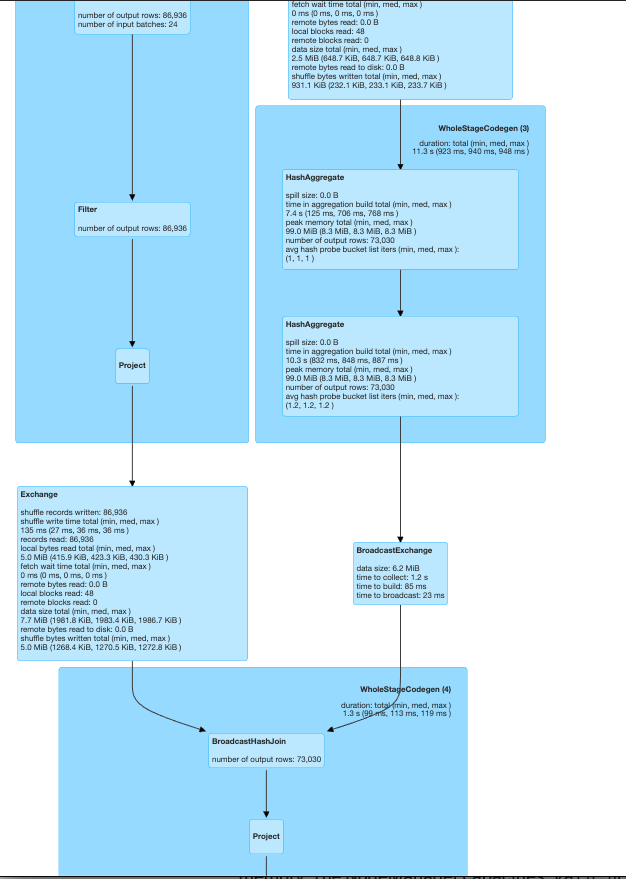 number of output rows: 86,936
number of input batches: 24
Filter
number of output rows: 86,936
Project
Exchange
shuffle records written: 86,936
shuffle write time total (min, med, max )
135 ms (27 ms, 36 ms, 36 ms )
records read: 86,936
local bytes read total (min, med, max )
5.0 MiB (415.9 KiB, 423.3 KiB, 430.3 KiB )
fetch wait time total (min, med, max )
0 ms (0 ms, 0 ms, 0 ms )
remote bytes read: 0.0 B
local blocks read: 48
remote blocks read: 0
data size total (min, med, max )
7.7 MiB (1981.8 KiB, 1983.4 KiB, 1986.7 KiB )
remote bytes read to disk: 0.0 B
shuffle bytes written total (min, med, max )
5.0 MiB (1268.4 KiB, 1270.5 KiB, 1272.8 KiB )
fetch wait time total (min, med, max )
0 ms (0 ms, 0 ms, 0 ms )
remote bytes read: 0.0 B
local blocks read: 48
remote blocks read: 0
data size total (min, med, max )
2.5 MiB (648.7 KiB, 648.7 KiB, 648.8 KiB )
remote bytes read to disk: 0.0 B
shuffle bytes written total (min, med, max )
931.1 KiB (232.1 KiB, 233.1 KiB, 233.7 KiB )
WholeStageCodegen (3)
duration: total (min, med, max )
11.3 s (923 ms, 940 ms, 948 ms )
HashAggregate
spill size: 0.0 B
time in aggregation build total (min, med, max )
7.4 s (125 ms, 706 ms, 768 ms )
peak memory total (min, med, max )
99.0 MiB (8.3 MiB, 8.3 MiB, 8.3 MiB )
number of output rows: 73,030
avg hash probe bucket list iters (min, med, max ):
(1, 1, 1 )
HashAggregate
spill size: 0.0 B
time in aggregation build total (min, med, max )
10.3 s (832 ms, 848 ms, 887 ms )
peak memory total (min, med, max )
99.0 MiB (8.3 MiB, 8.3 MiB, 8.3 MiB )
number of output rows: 73,030
avg hash probe bucket list iters (min, med, max ):
(1.2, 1.2, 1.2 )
BroadcastExchange
data size: 6.2 MiB
time to collect: 1.2 s
time to build: 85 ms
time to broadcast: 23 ms
WholeStageCodegen (4)
duration: total (min, med, max )
1.3 s (99 ms, 113 ms, 119 ms )
BroadcastHashJoin
number of output rows: 73,030
Project